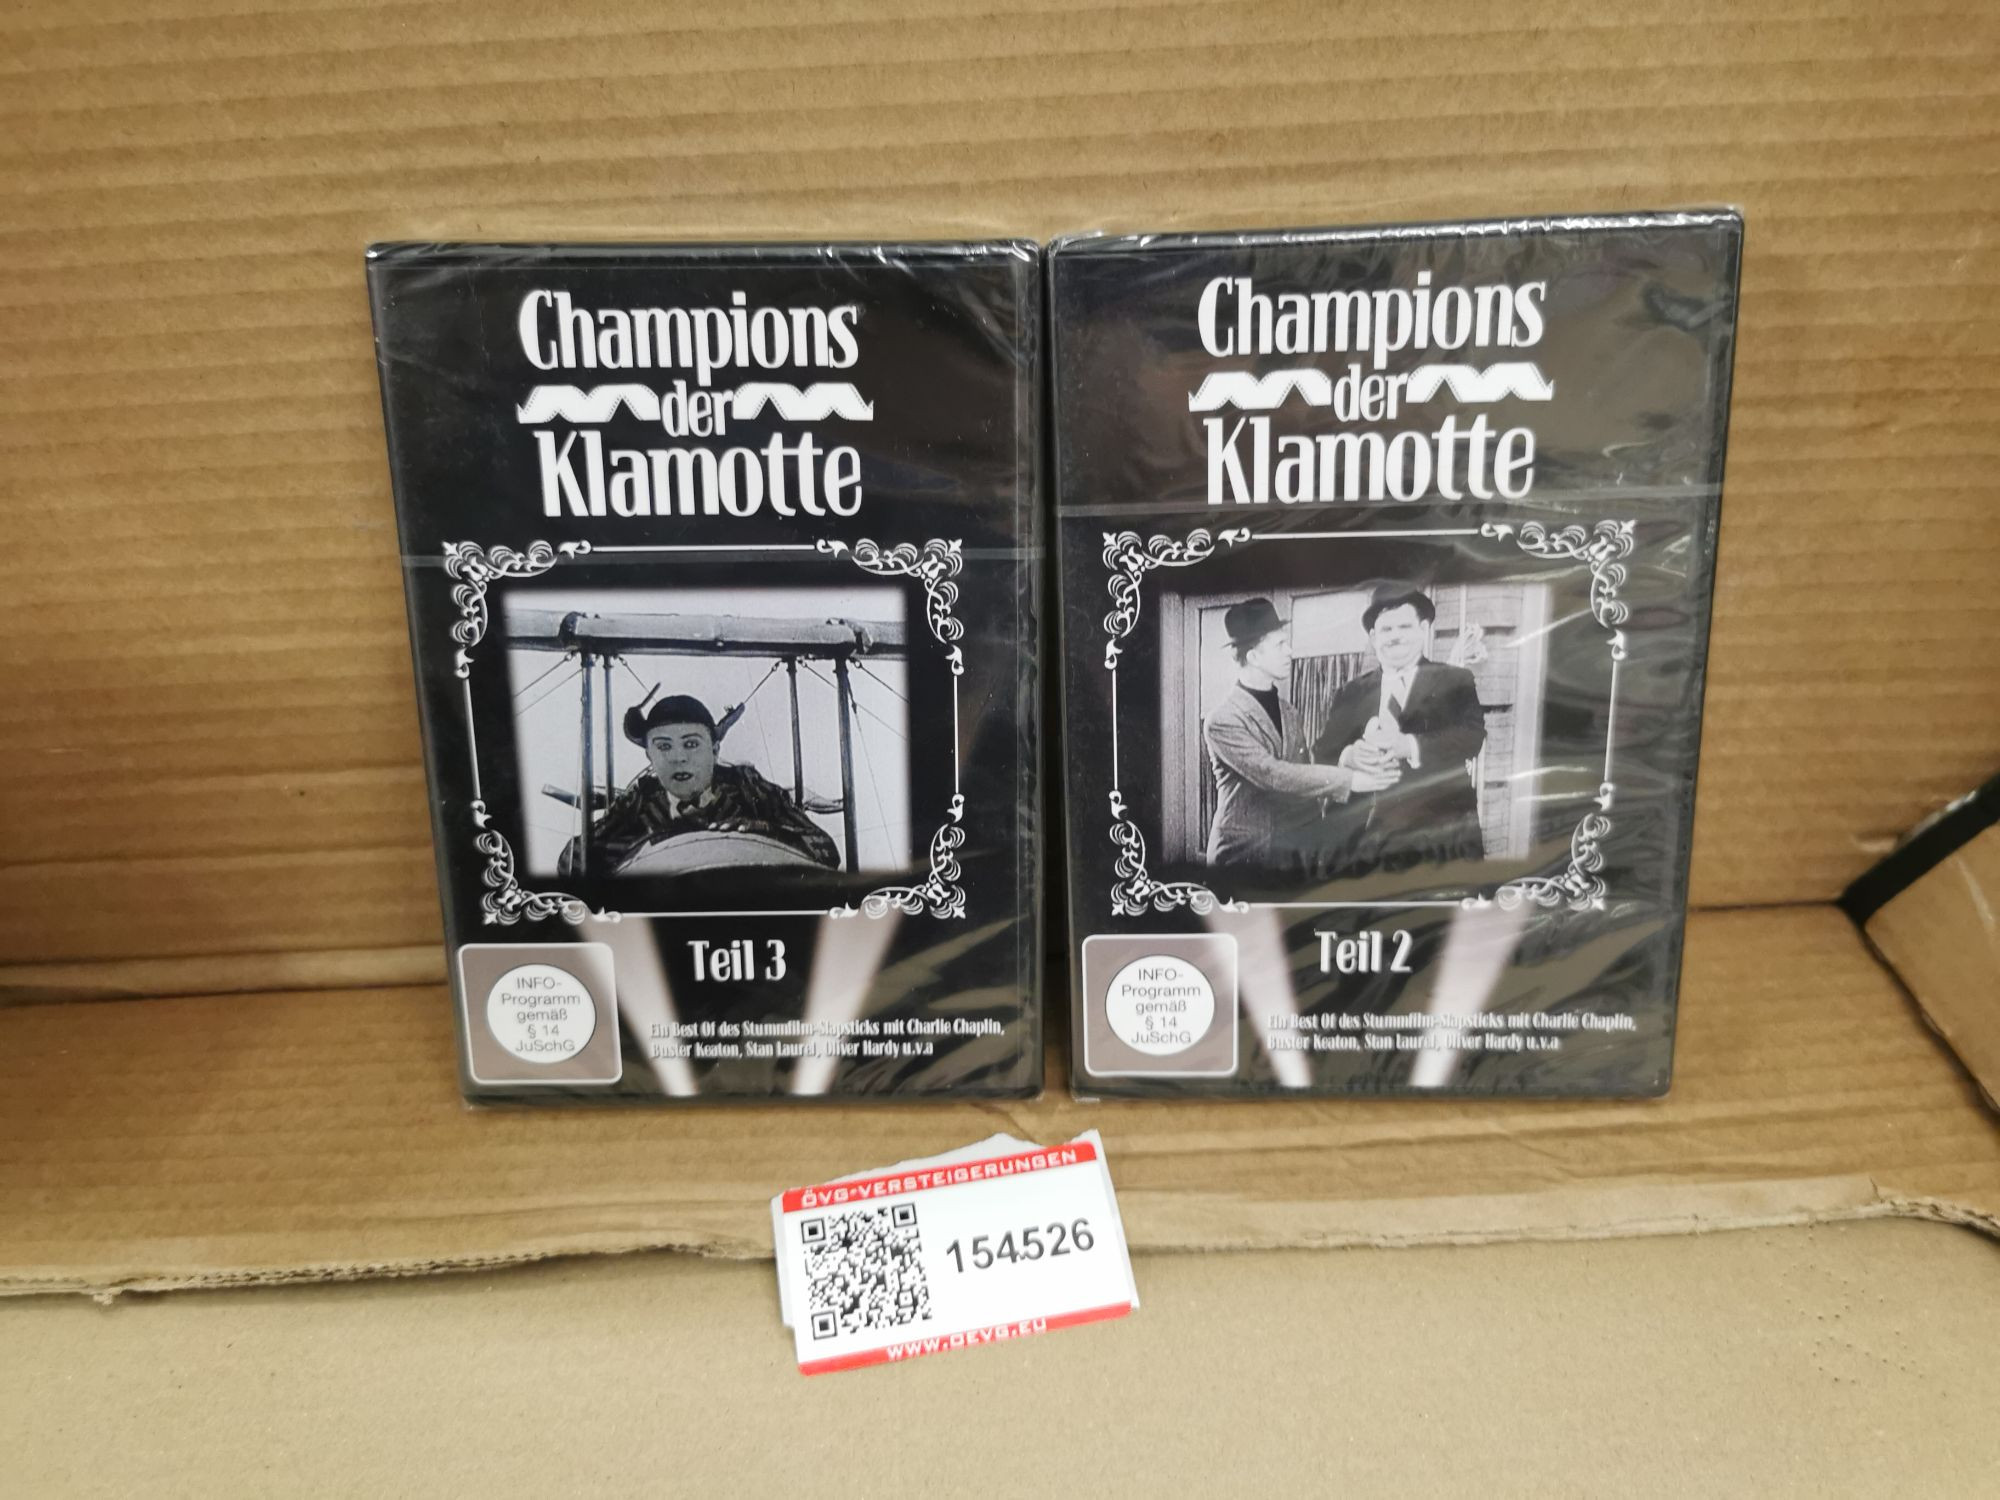 Champions
der
Klamotte
Teil 3
INFO-
Programm
gemäß
§ 14
JuSchG
Ein Best Of des Stummfilm-Slapsticks mit Charlie Chaplin,
Buster Keaton, Stan Laurel, Oliver Hardy u.v.a
Champions
der
Klamotte
Teil 2
INFO-
Programm
gemäß
§ 14
JuSchG
Ein Best Of des Stummfilm-Slapsticks mit Charlie Chaplin,
Buster Keaton, Stan Laurel, Oliver Hardy u.v.a
ÖVG-VERSTEIGERUNGEN
154526
WWW.OEVG.EU